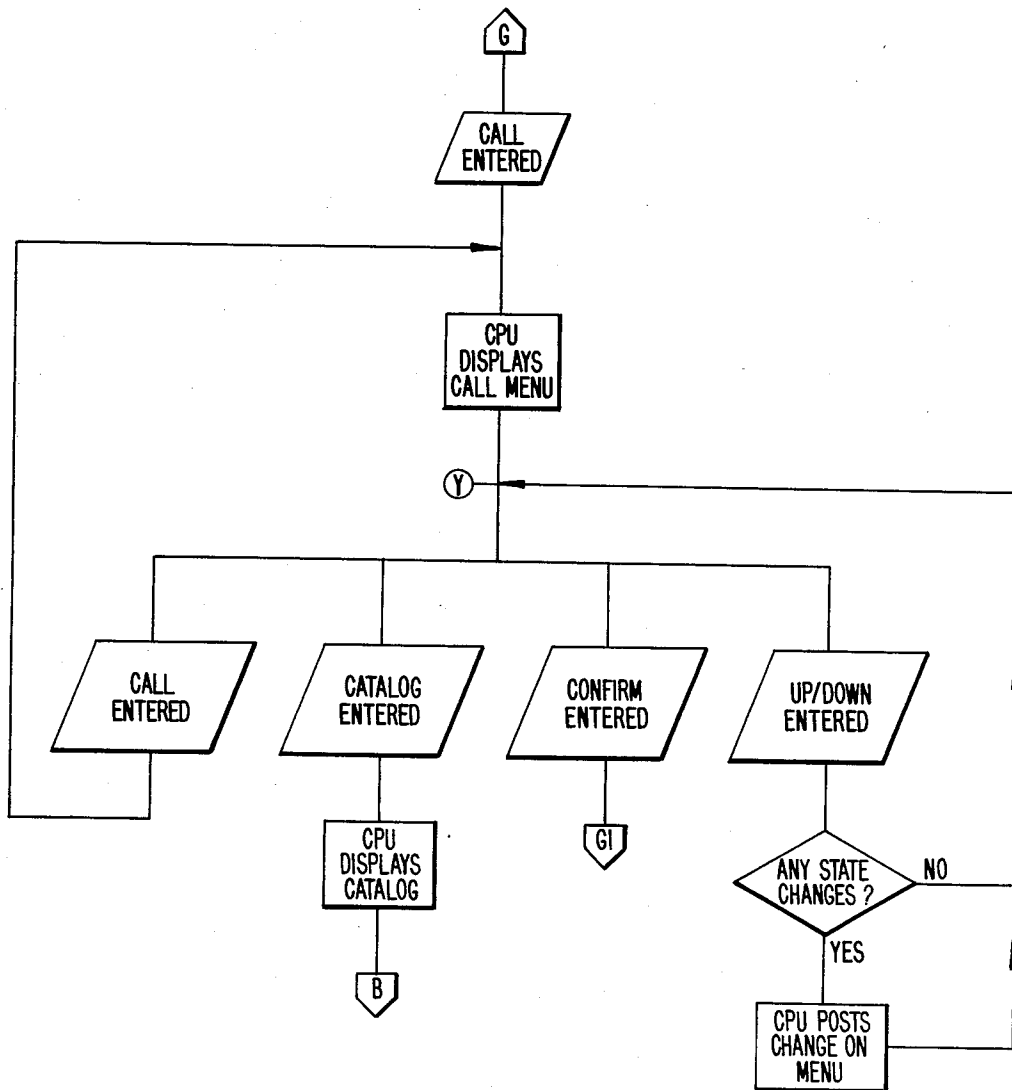 G
CALL
ENTERED
CPU
DISPLAYS
CALL MENU
Y
CALL
ENTERED
CATALOG
ENTERED
CONFIRM
ENTERED
UP/DOWN
ENTERED
CPU
DISPLAYS
CATALOG
G1
ANY STATE
CHANGES ?
NO
YES
B
CPU POSTS
CHANGE ON
MENU